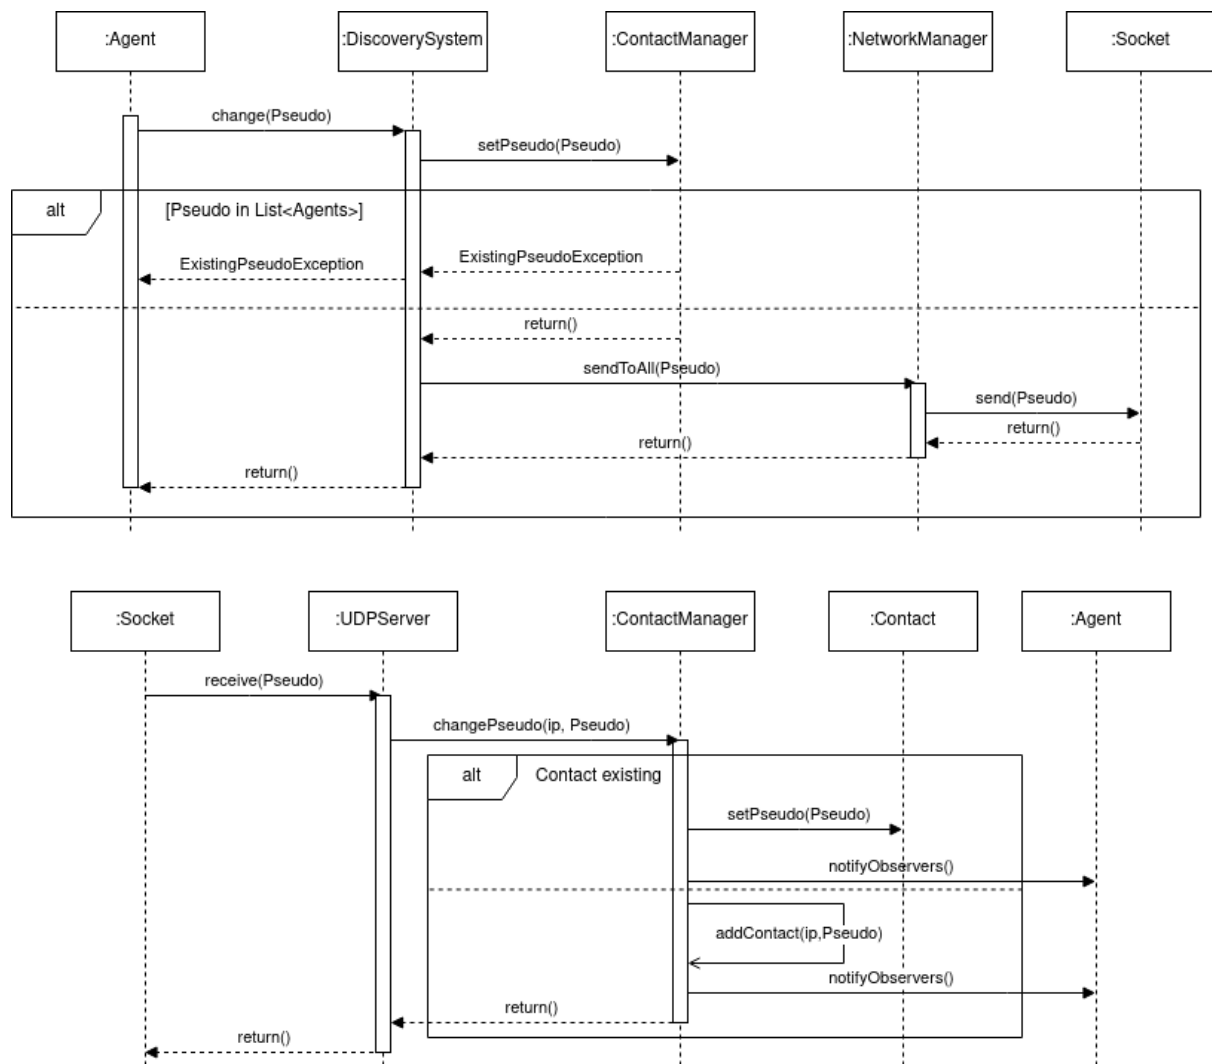 :Agent
:DiscoverySystem
:ContactManager
:NetworkManager
:Socket
change(Pseudo)
setPseudo(Pseudo)
alt
[Pseudo in List<Agents>]
ExistingPseudoException
ExistingPseudoException
return()
sendToAll(Pseudo)
send(Pseudo)
return()
return()
return()
:Socket
:UDPServer
:ContactManager
:Contact
:Agent
receive(Pseudo)
changePseudo(ip, Pseudo)
alt
Contact existing
setPseudo(Pseudo)
notifyObservers()
addContact(ip,Pseudo)
notifyObservers()
return()
return()